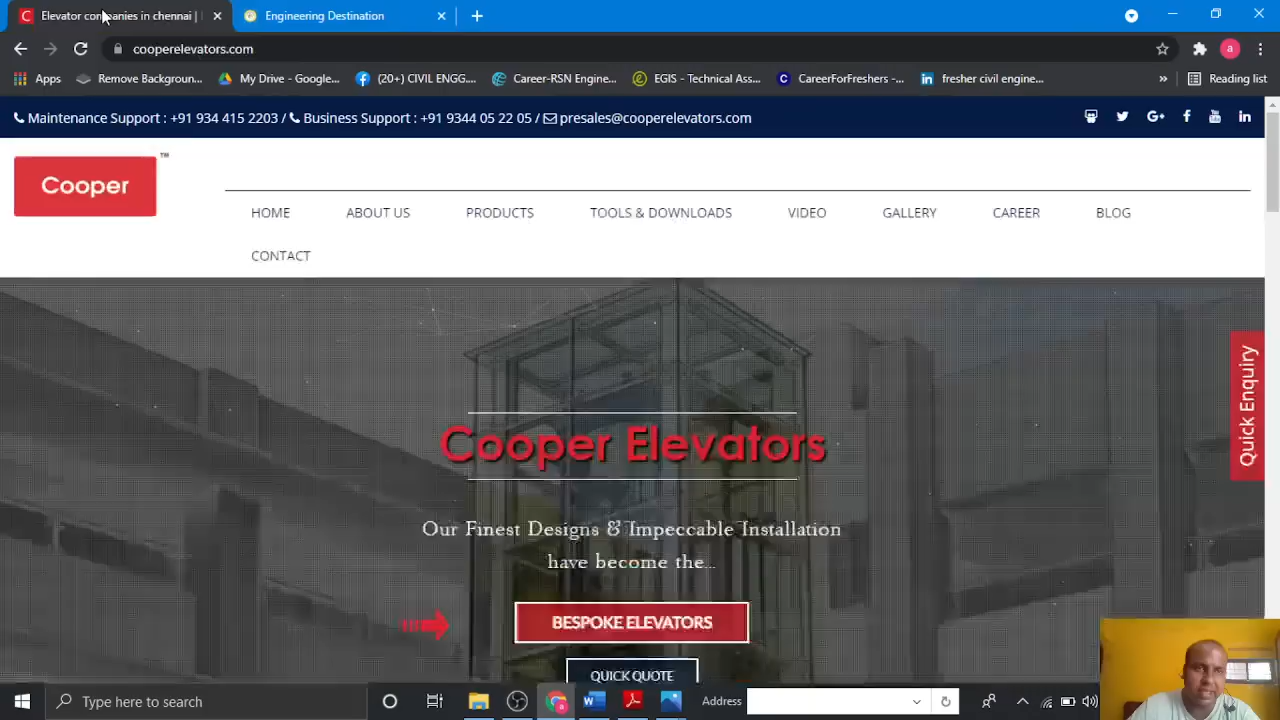 Elevator companies in chennai |
Engineering Destination
cooperelevators.com
a
Apps
Remove Background...
My Drive - Google...
(20+) CIVIL ENGG...
Career-RSN Engine...
EGIS - Technical Ass...
CareerForFreshers -...
fresher civil engine...
»
Reading list
Maintenance Support : +91 934 415 2203 / Business Support : +91 9344 05 22 05 / presales@cooperelevators.com
Cooper ™
HOME
ABOUT US
PRODUCTS
TOOLS & DOWNLOADS
VIDEO
GALLERY
CAREER
BLOG
CONTACT
Quick Enquiry
Cooper Elevators
Our Finest Designs & Impeccable Installation
have become the...
BESPOKE ELEVATORS
QUICK QUOTE
Type here to search
Address